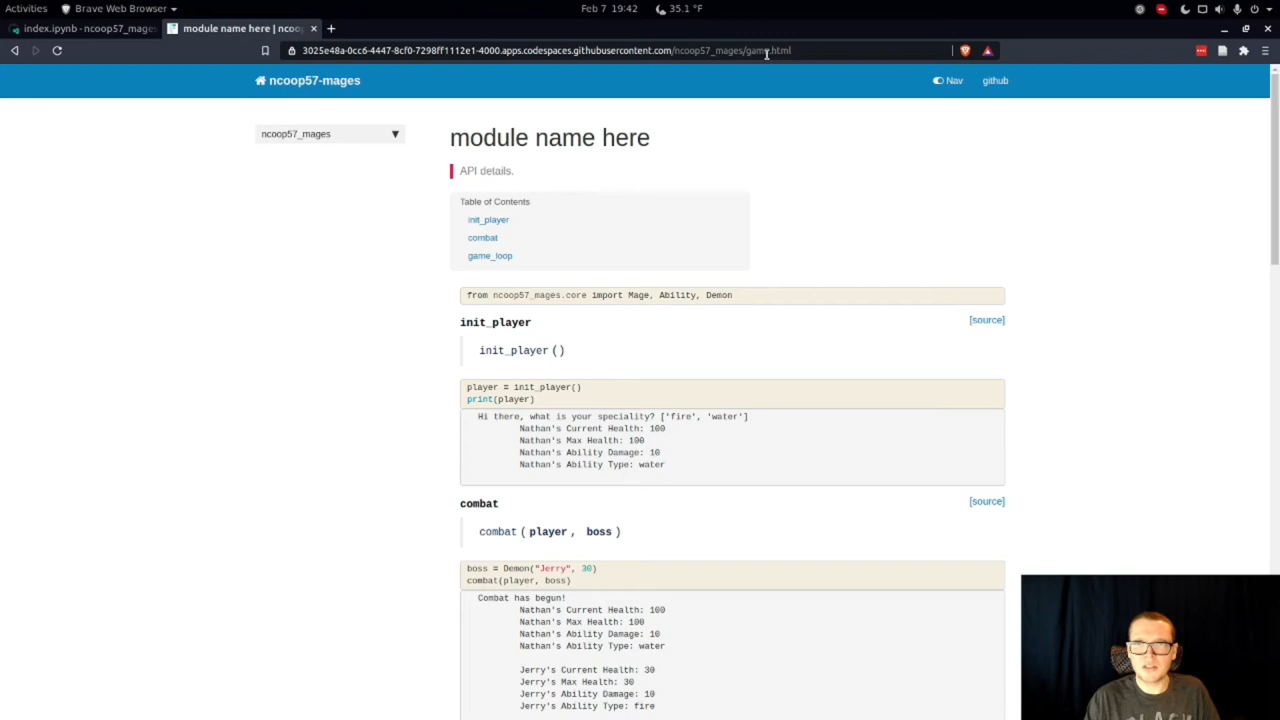 Activities Brave Web Browser Feb 7 19:42 35.1 °F
index.ipynb - ncoop57_mages module name here | ncoo
3025e48a-0cc6-4447-8cf0-7298ff1112e1-4000.apps.codespaces.githubusercontent.com/ncoop57_mages/game.html
ncoop57-mages Nav github
ncoop57_mages
module name here
API details.
Table of Contents
init_player
combat
game_loop
from ncoop57_mages.core import Mage, Ability, Demon
init_player [source]
init_player()
player = init_player()
print(player)
Hi there, what is your speciality? ['fire', 'water']
Nathan's Current Health: 100
Nathan's Max Health: 100
Nathan's Ability Damage: 10
Nathan's Ability Type: water
combat [source]
combat(player, boss)
boss = Demon("Jerry", 30)
combat(player, boss)
Combat has begun!
Nathan's Current Health: 100
Nathan's Max Health: 100
Nathan's Ability Damage: 10
Nathan's Ability Type: water
Jerry's Current Health: 30
Jerry's Max Health: 30
Jerry's Ability Damage: 10
Jerry's Ability Type: fire